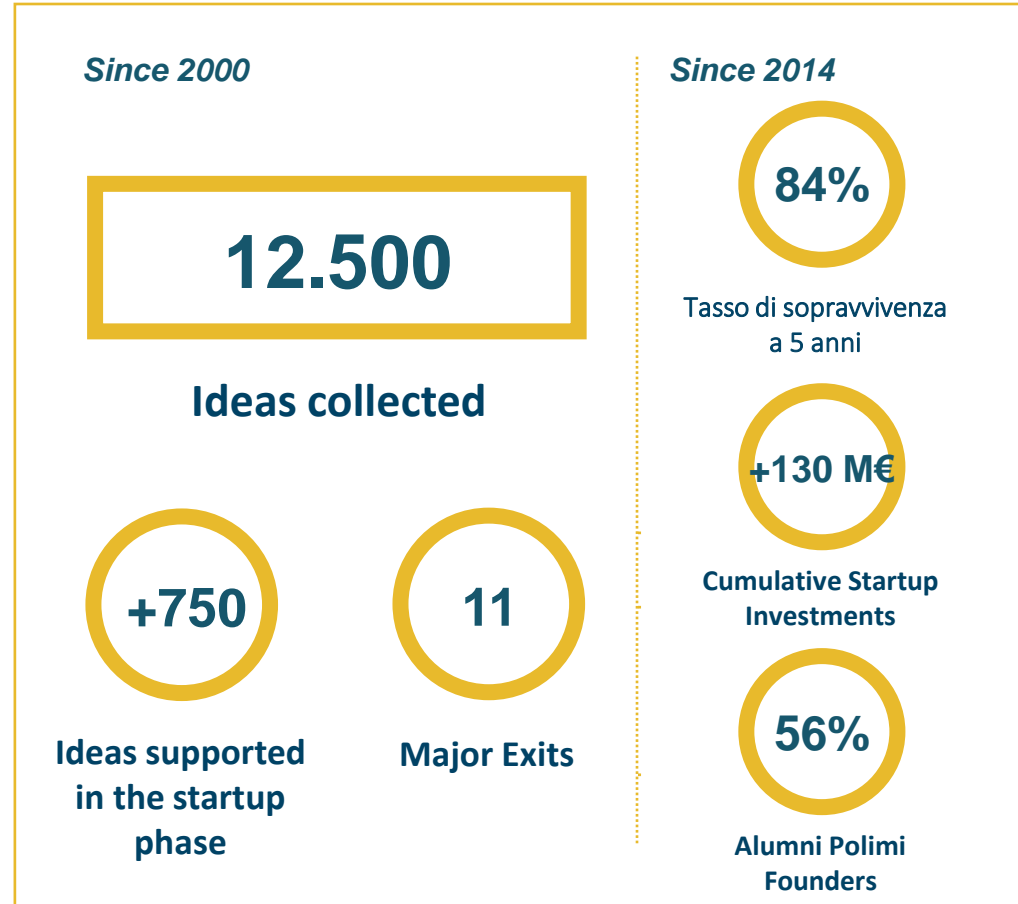 Since 2000
12.500
Ideas collected
+750
Ideas supported
in the startup
phase
11
Major Exits
Since 2014
84%
Tasso di sopravvivenza
a 5 anni
+130 M€
Cumulative Startup
Investments
56%
Alumni Polimi
Founders